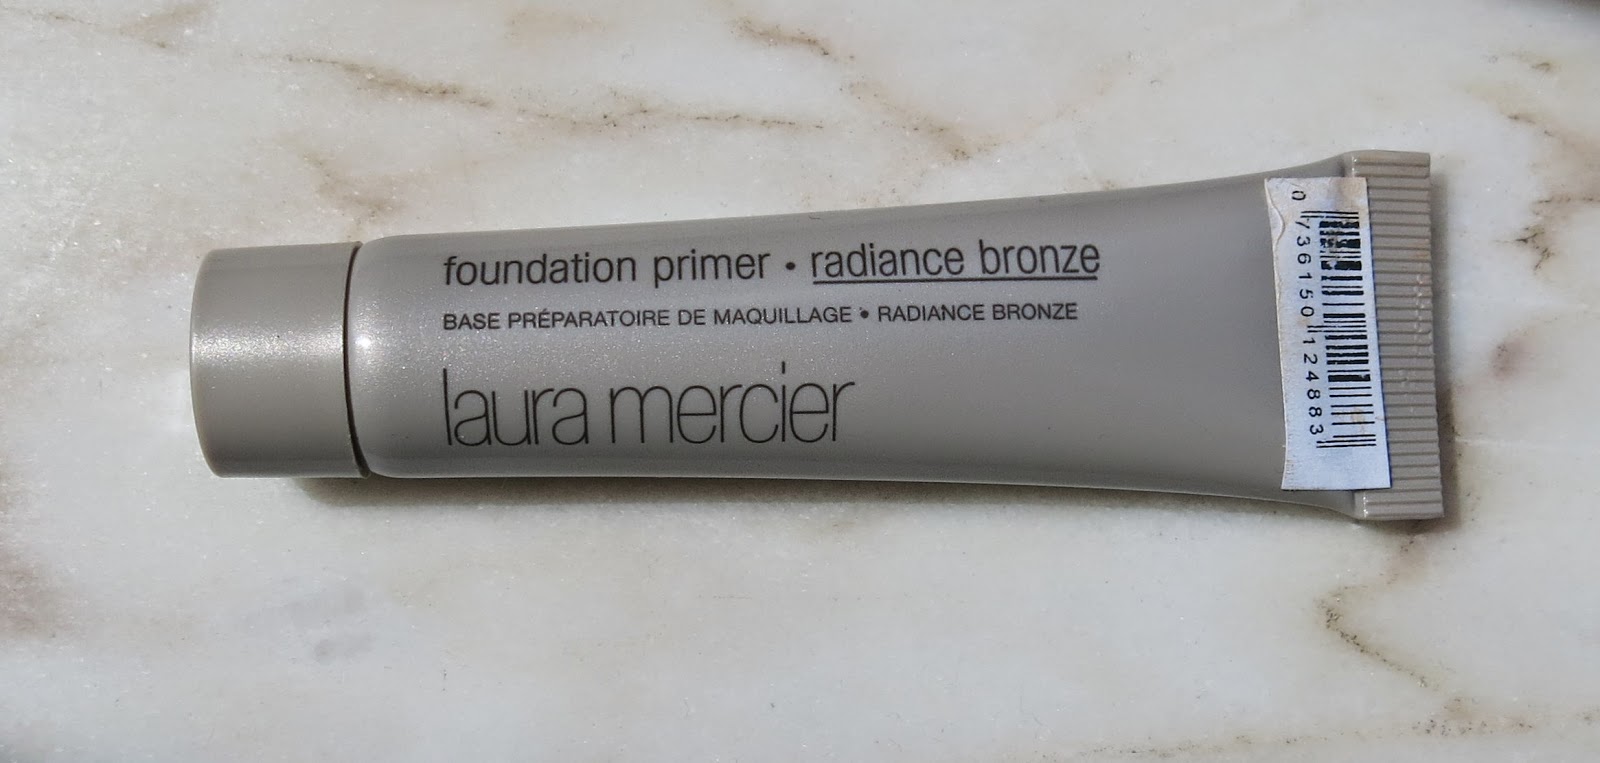 foundation primer • radiance bronze
BASE PRÉPARATOIRE DE MAQUILLAGE • RADIANCE BRONZE
laura mercier
0 736150 124883